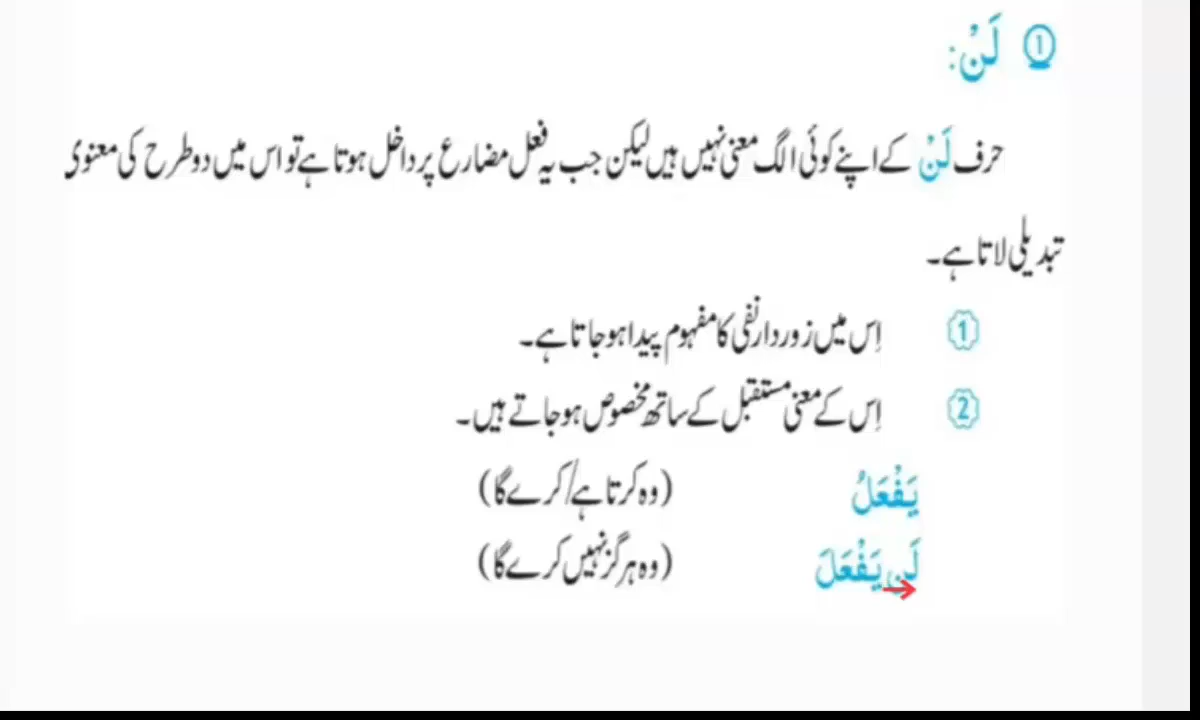 ① لَنْ:
حرف لَنْ کے اپنے کوئی الگ معنی نہیں ہیں لیکن جب یہ فعل مضارع پر داخل ہوتا ہے تو اس میں دو طرح کی معنوی
تبدیلی لاتا ہے۔
1 اِس میں زوردار نفی کا مفہوم پیدا ہو جاتا ہے۔
2 اِس کے معنی مستقبل کے ساتھ مخصوص ہو جاتے ہیں۔
يَفْعَلُ (وہ کرتا ہے/کرے گا)
لَن يَفْعَلَ (وہ ہرگز نہیں کرے گا)